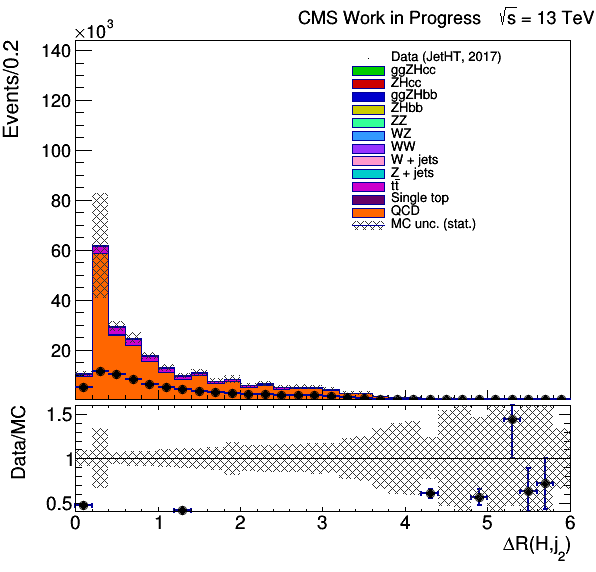 CMS Work in Progress √s = 13 TeV
×10³
Events/0.2
140
120
100
80
60
40
20
Data (JetHT, 2017)
ggZHcc
ZHcc
ggZHbb
ZHbb
ZZ
WZ
WW
W + jets
Z + jets
tt̄
Single top
QCD
MC unc. (stat.)
Data/MC
1.5
1
0.5
0 1 2 3 4 5 6
ΔR(H,j₂)